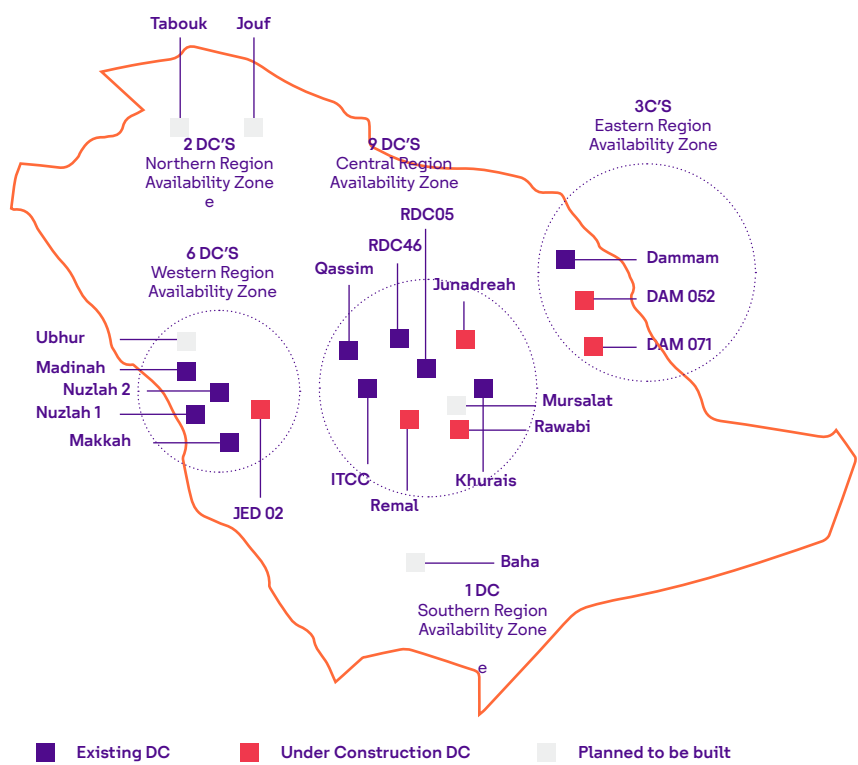 Tabouk
Jouf
2 DC'S
Northern Region
Availability Zone
e
9 DC'S
Central Region
Availability Zone
3C'S
Eastern Region
Availability Zone
RDC05
RDC46
Qassim
Junadreah
6 DC'S
Western Region
Availability Zone
Dammam
DAM 052
DAM 071
Ubhur
Madinah
Nuzlah 2
Nuzlah 1
Makkah
JED 02
Mursalat
Rawabi
ITCC
Remal
Khurais
Baha
1 DC
Southern Region
Availability Zone
e
Existing DC
Under Construction DC
Planned to be built